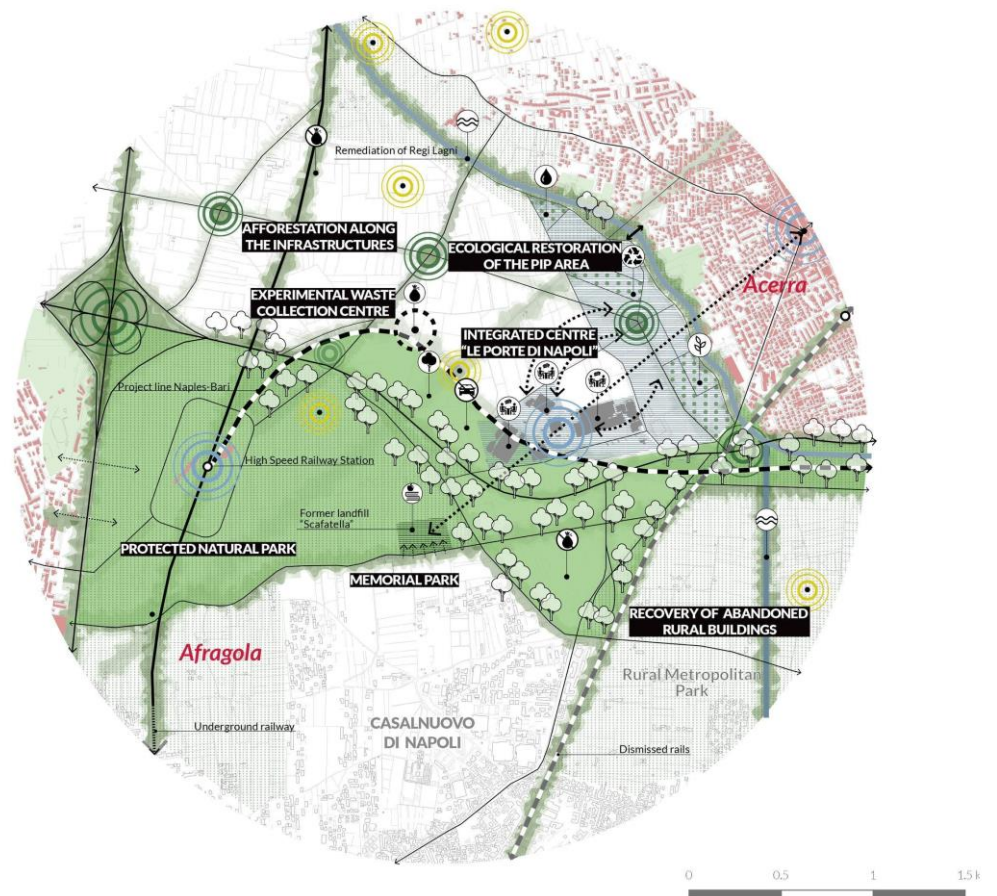 Remediation of Regi Lagni
AFFORESTATION ALONG
THE INFRASTRUCTURES
ECOLOGICAL RESTORATION
OF THE PIP AREA
Acerra
EXPERIMENTAL WASTE
COLLECTION CENTRE
INTEGRATED CENTRE
"LE PORTE DI NAPOLI"
Project line Naples-Bari
High Speed Railway Station
Former landfill
"Scafatella"
PROTECTED NATURAL PARK
MEMORIAL PARK
RECOVERY OF ABANDONED
RURAL BUILDINGS
Afragola
Rural Metropolitan
Park
Underground railway
CASALNUOVO
DI NAPOLI
Dismissed rails
0 0.5 1 1.5 k